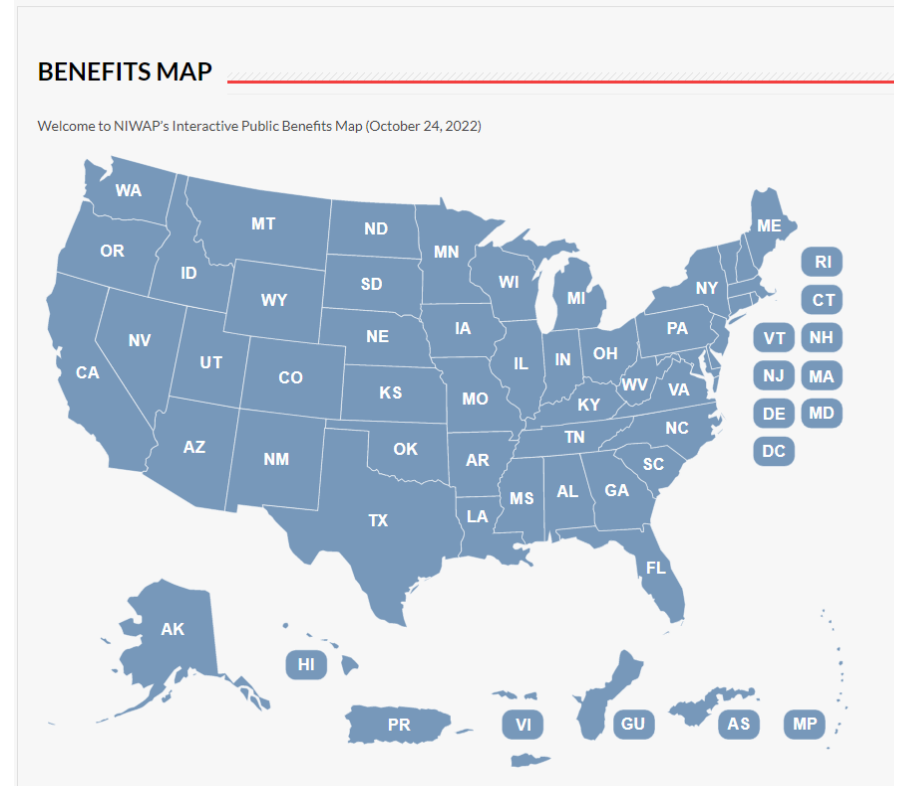 BENEFITS MAP
Welcome to NIWAP's Interactive Public Benefits Map (October 24, 2022)
WA
MT
ND
MN
ME
OR
ID
SD
WI
MI
NY
RI
WY
CT
NV
NE
IA
PA
VT
NH
UT
CO
IL
IN
OH
CA
KS
MO
WV
VA
NJ
MA
KY
DE
MD
AZ
NM
OK
AR
TN
NC
DC
SC
TX
LA
MS
AL
GA
FL
AK
HI
PR
VI
GU
AS
MP